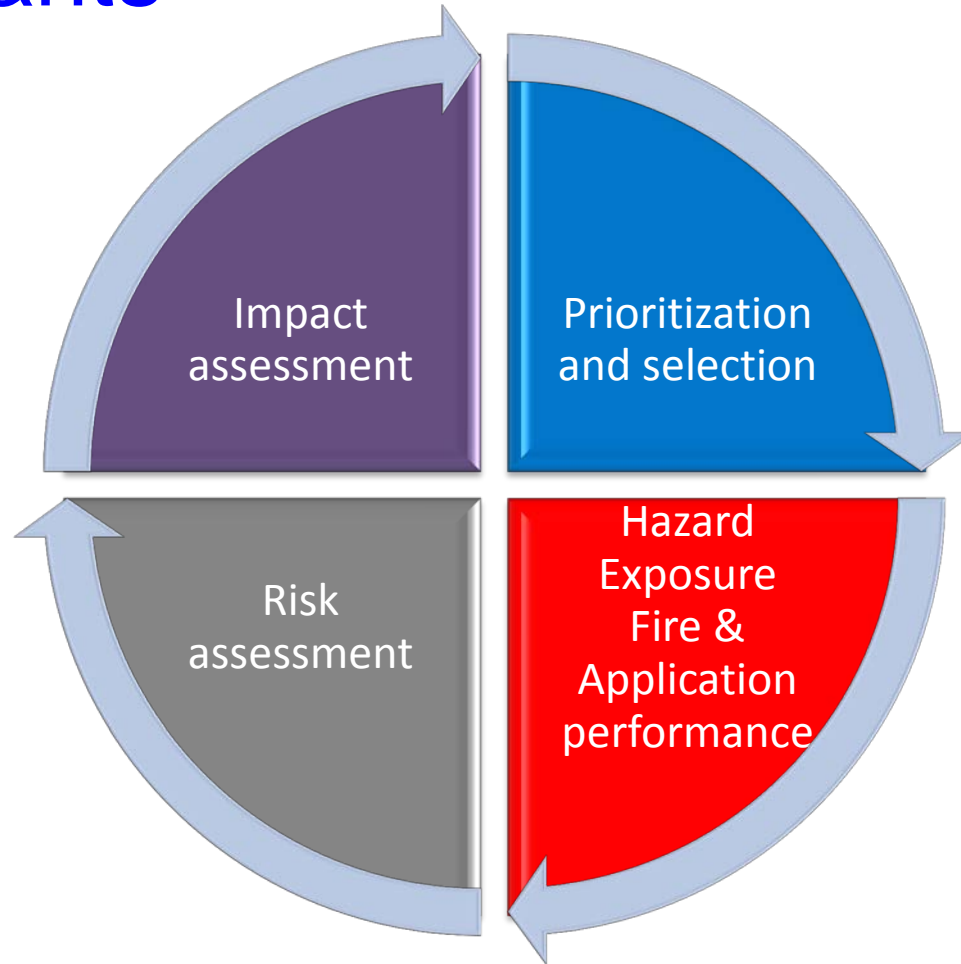 Impact
assessment
Prioritization
and selection
Risk
assessment
Hazard
Exposure
Fire &
Application
performance